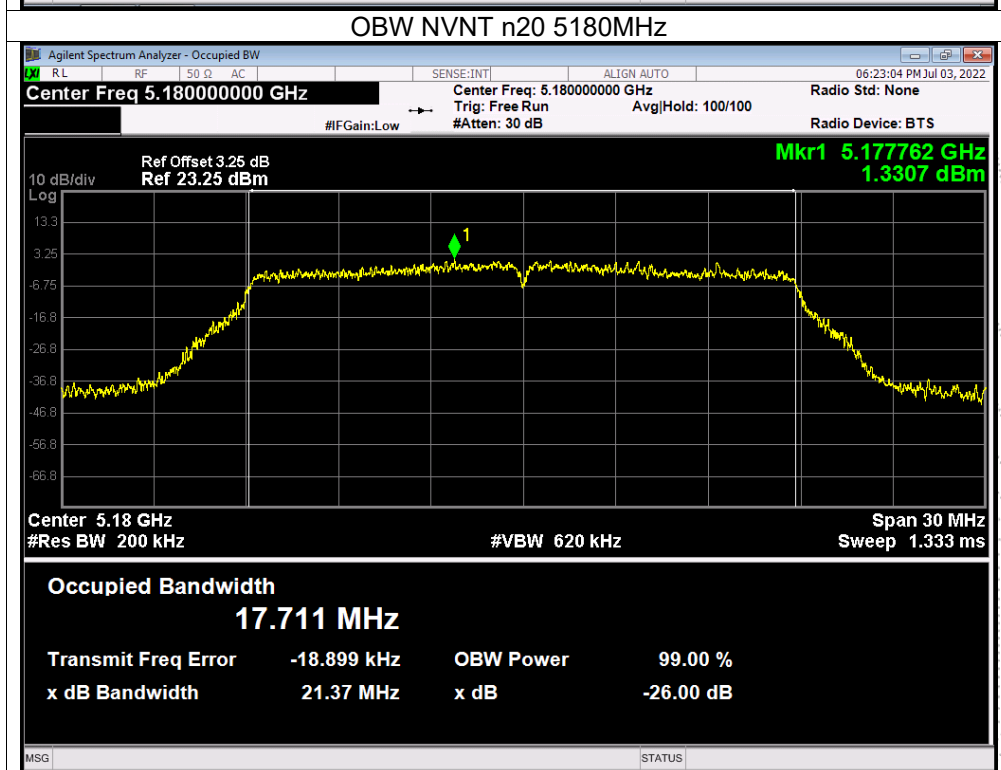 OBW NVNT n20 5180MHz
Agilent Spectrum Analyzer - Occupied BW
LXI RL RF 50 Ω AC SENSE:INT ALIGN AUTO 06:23:04 PM Jul 03, 2022
Center Freq 5.180000000 GHz Center Freq: 5.180000000 GHz Radio Std: None
Trig: Free Run Avg|Hold: 100/100
#IFGain:Low #Atten: 30 dB Radio Device: BTS
Mkr1 5.177762 GHz
Ref Offset 3.25 dB
10 dB/div Ref 23.25 dBm 1.3307 dBm
Log
13.3
1
3.25
-6.75
-16.8
-26.8
-36.8
-46.8
-56.8
-66.8
Center 5.18 GHz Span 30 MHz
#Res BW 200 kHz #VBW 620 kHz Sweep 1.333 ms
Occupied Bandwidth
17.711 MHz
Transmit Freq Error -18.899 kHz OBW Power 99.00 %
x dB Bandwidth 21.37 MHz x dB -26.00 dB
MSG STATUS